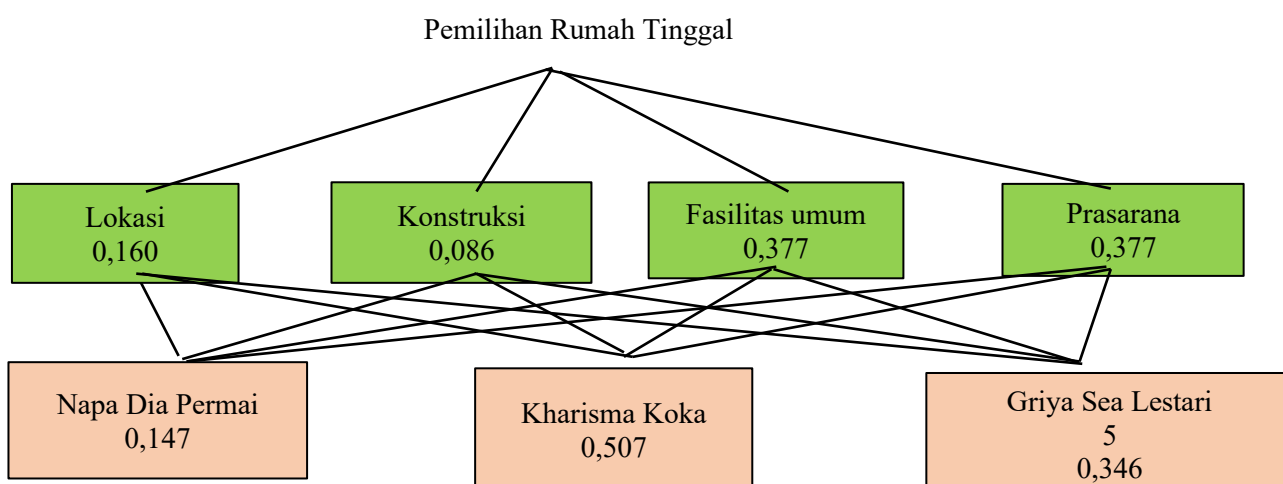 Pemilihan Rumah Tinggal
Lokasi
0,160
Konstruksi
0,086
Fasilitas umum
0,377
Prasarana
0,377
Napa Dia Permai
0,147
Kharisma Koka
0,507
Griya Sea Lestari
5
0,346